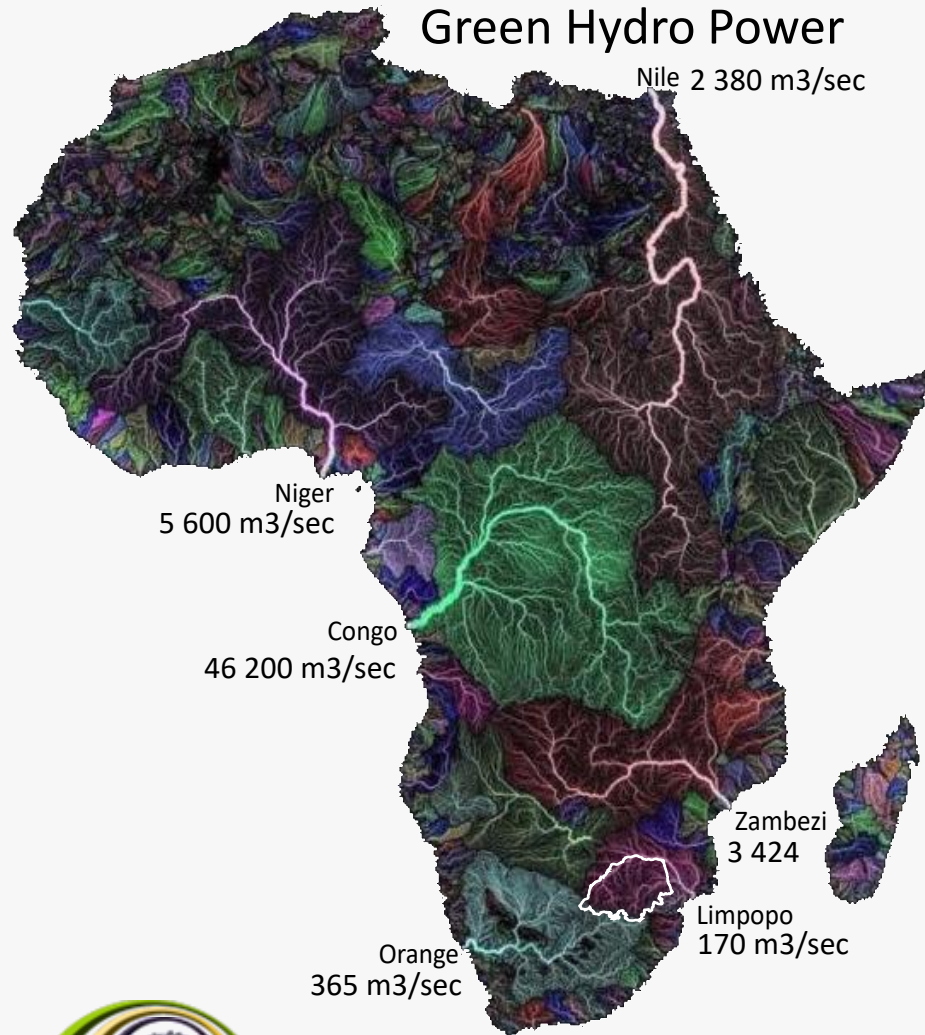 Green Hydro Power
Nile 2 380 m3/sec
Niger
5 600 m3/sec
Congo
46 200 m3/sec
Zambezi
3 424
Limpopo
170 m3/sec
Orange
365 m3/sec